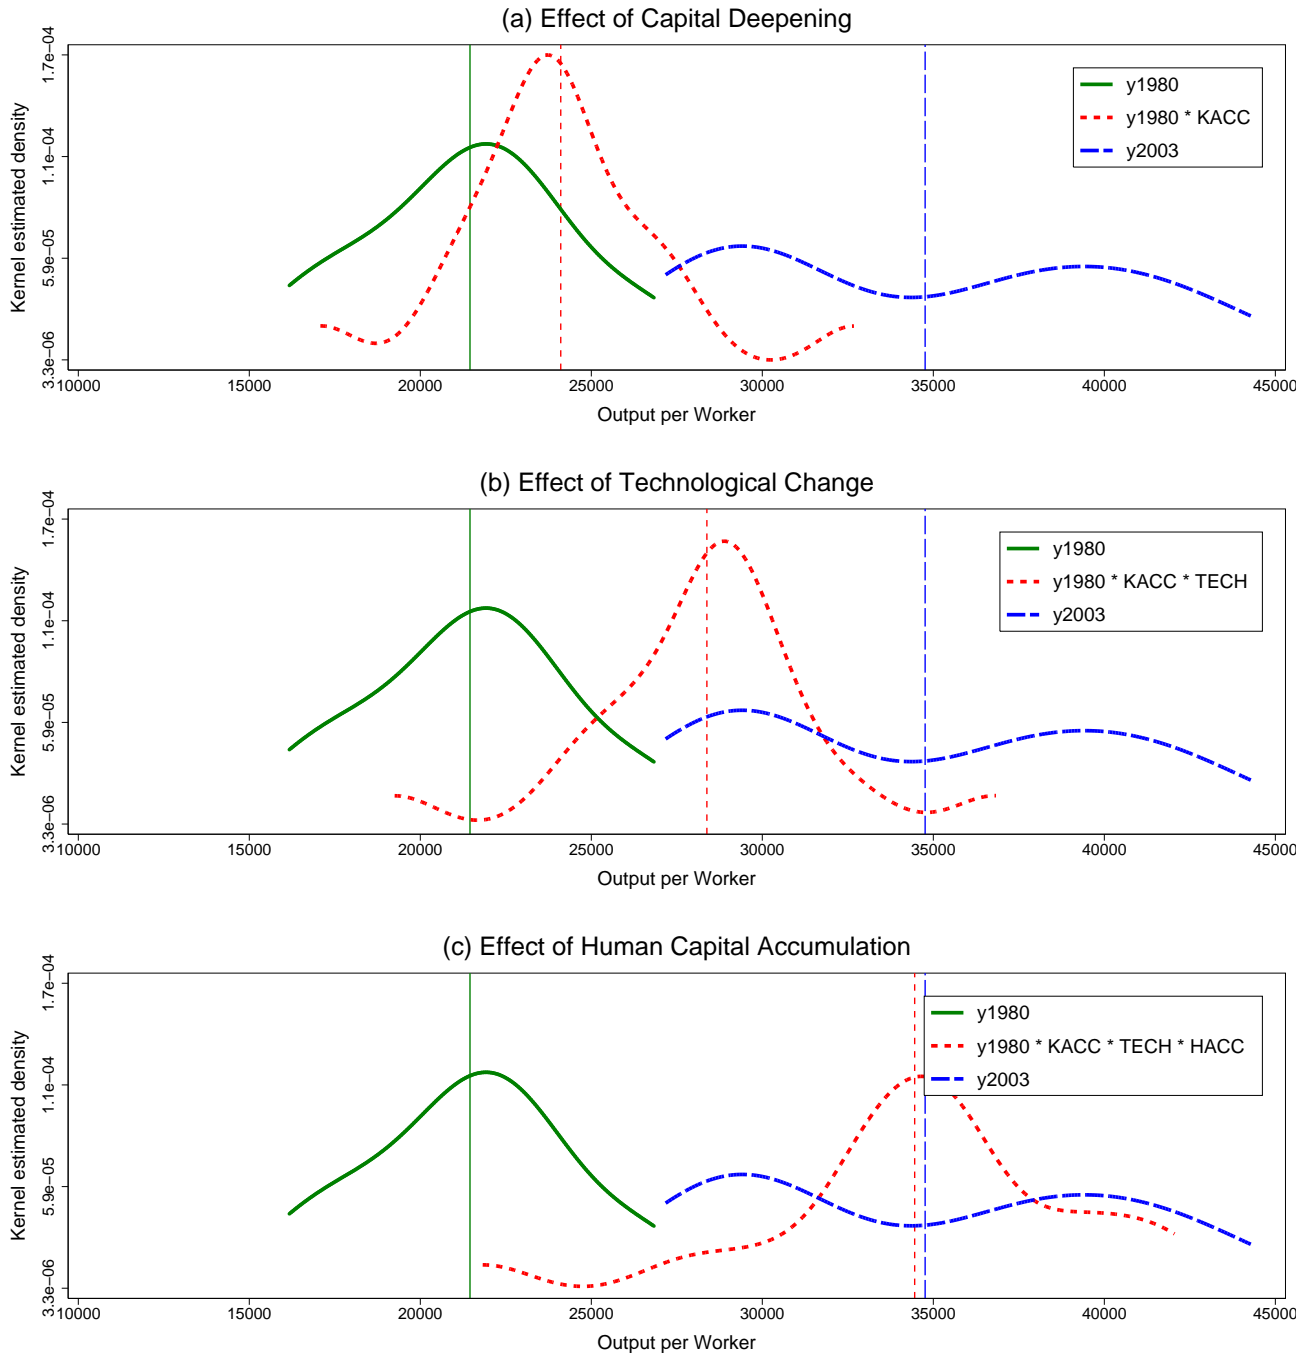 (a) Effect of Capital Deepening
Kernel estimated density
1.7e−04
1.1e−04
5.9e−05
3.3e−06
y1980
y1980 * KACC
y2003
10000 15000 20000 25000 30000 35000 40000 45000
Output per Worker
(b) Effect of Technological Change
Kernel estimated density
1.7e−04
1.1e−04
5.9e−05
3.3e−06
y1980
y1980 * KACC * TECH
y2003
10000 15000 20000 25000 30000 35000 40000 45000
Output per Worker
(c) Effect of Human Capital Accumulation
Kernel estimated density
1.7e−04
1.1e−04
5.9e−05
3.3e−06
y1980
y1980 * KACC * TECH * HACC
y2003
10000 15000 20000 25000 30000 35000 40000 45000
Output per Worker